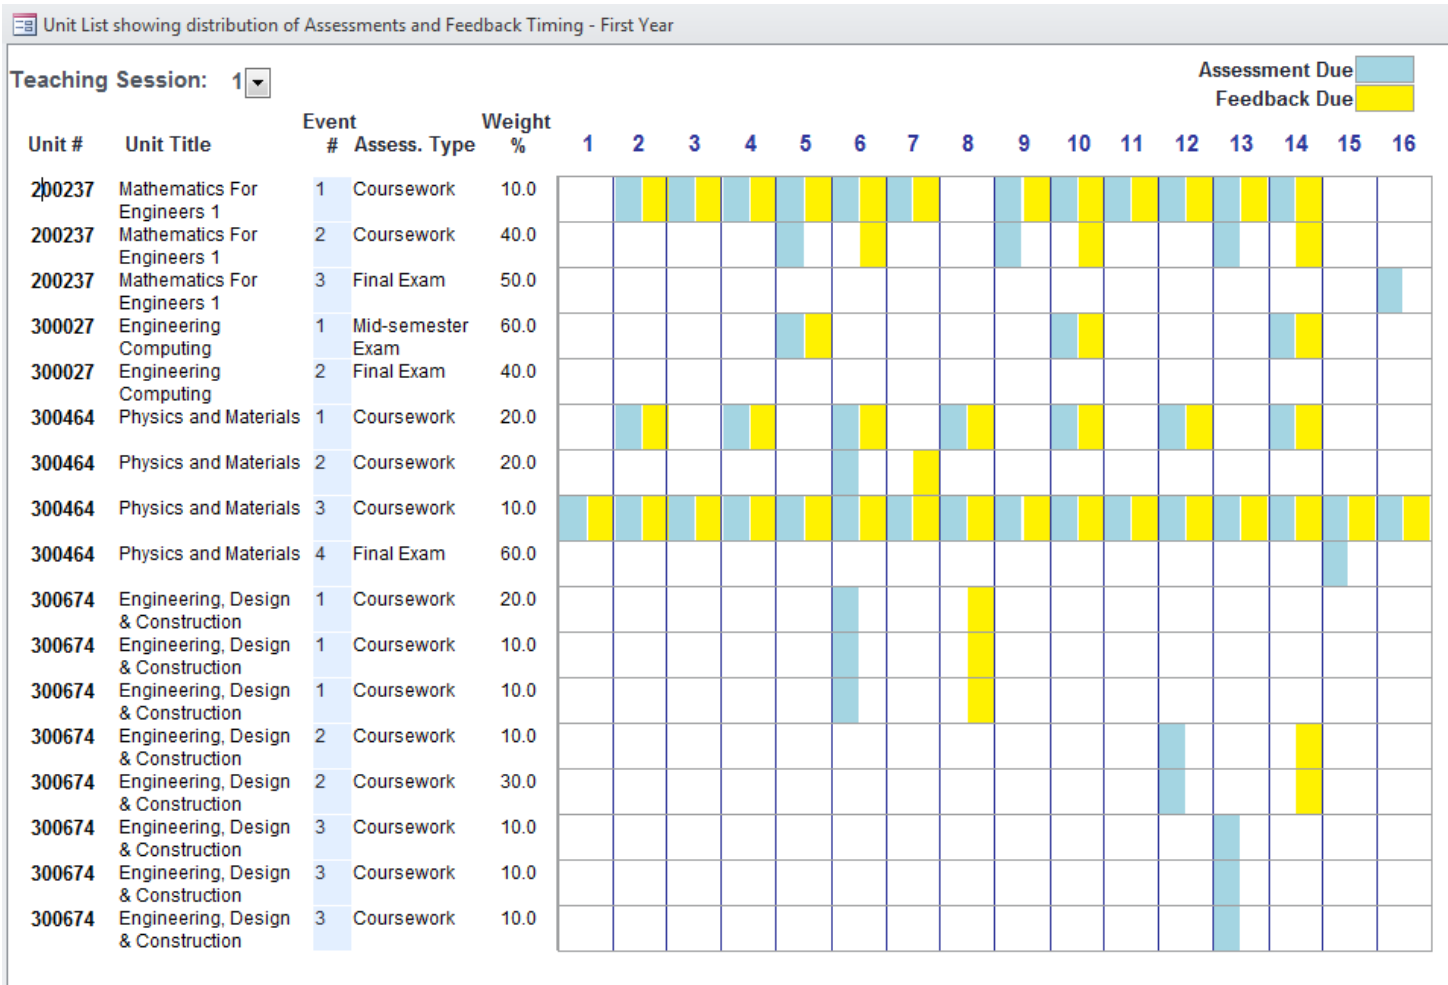 Unit List showing distribution of Assessments and Feedback Timing - First Year
Teaching Session: 1
Assessment Due
Feedback Due
Event Weight
Unit # Unit Title # Assess. Type % 1 2 3 4 5 6 7 8 9 10 11 12 13 14 15 16
200237 Mathematics For 1 Coursework 10.0
Engineers 1
200237 Mathematics For 2 Coursework 40.0
Engineers 1
200237 Mathematics For 3 Final Exam 50.0
Engineers 1
300027 Engineering 1 Mid-semester 60.0
Computing Exam
300027 Engineering 2 Final Exam 40.0
Computing
300464 Physics and Materials 1 Coursework 20.0
300464 Physics and Materials 2 Coursework 20.0
300464 Physics and Materials 3 Coursework 10.0
300464 Physics and Materials 4 Final Exam 60.0
300674 Engineering, Design 1 Coursework 20.0
& Construction
300674 Engineering, Design 1 Coursework 10.0
& Construction
300674 Engineering, Design 1 Coursework 10.0
& Construction
300674 Engineering, Design 2 Coursework 10.0
& Construction
300674 Engineering, Design 2 Coursework 30.0
& Construction
300674 Engineering, Design 3 Coursework 10.0
& Construction
300674 Engineering, Design 3 Coursework 10.0
& Construction
300674 Engineering, Design 3 Coursework 10.0
& Construction